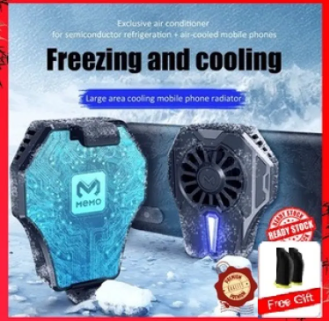 Exclusive air conditioner
for semiconductor refrigeration + air-cooled mobile phones
Freezing and cooling
Large area cooling mobile phone radiator
MEMO
READY STOCK
PREMIUM
Free Gift